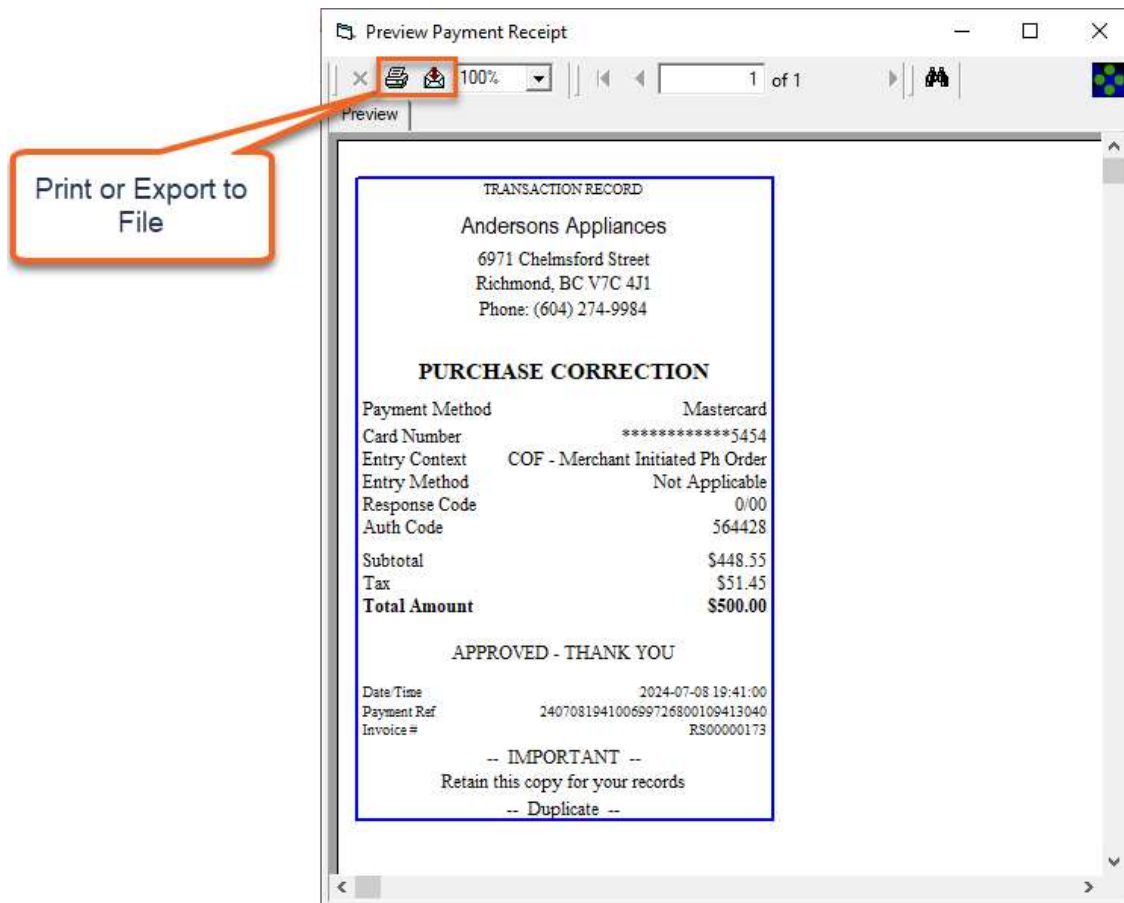 Preview Payment Receipt
100%
1 of 1
Preview
Print or Export to
File
TRANSACTION RECORD
Andersons Appliances
6971 Chelmsford Street
Richmond, BC V7C 4J1
Phone: (604) 274-9984
PURCHASE CORRECTION
Payment Method Mastercard
Card Number ************5454
Entry Context COF - Merchant Initiated Ph Order
Entry Method Not Applicable
Response Code 0/00
Auth Code 564428
Subtotal $448.55
Tax $51.45
Total Amount $500.00
APPROVED - THANK YOU
Date/Time 2024-07-08 19:41:00
Payment Ref 240708194100699726800109413040
Invoice # RS00000173
-- IMPORTANT --
Retain this copy for your records
-- Duplicate --